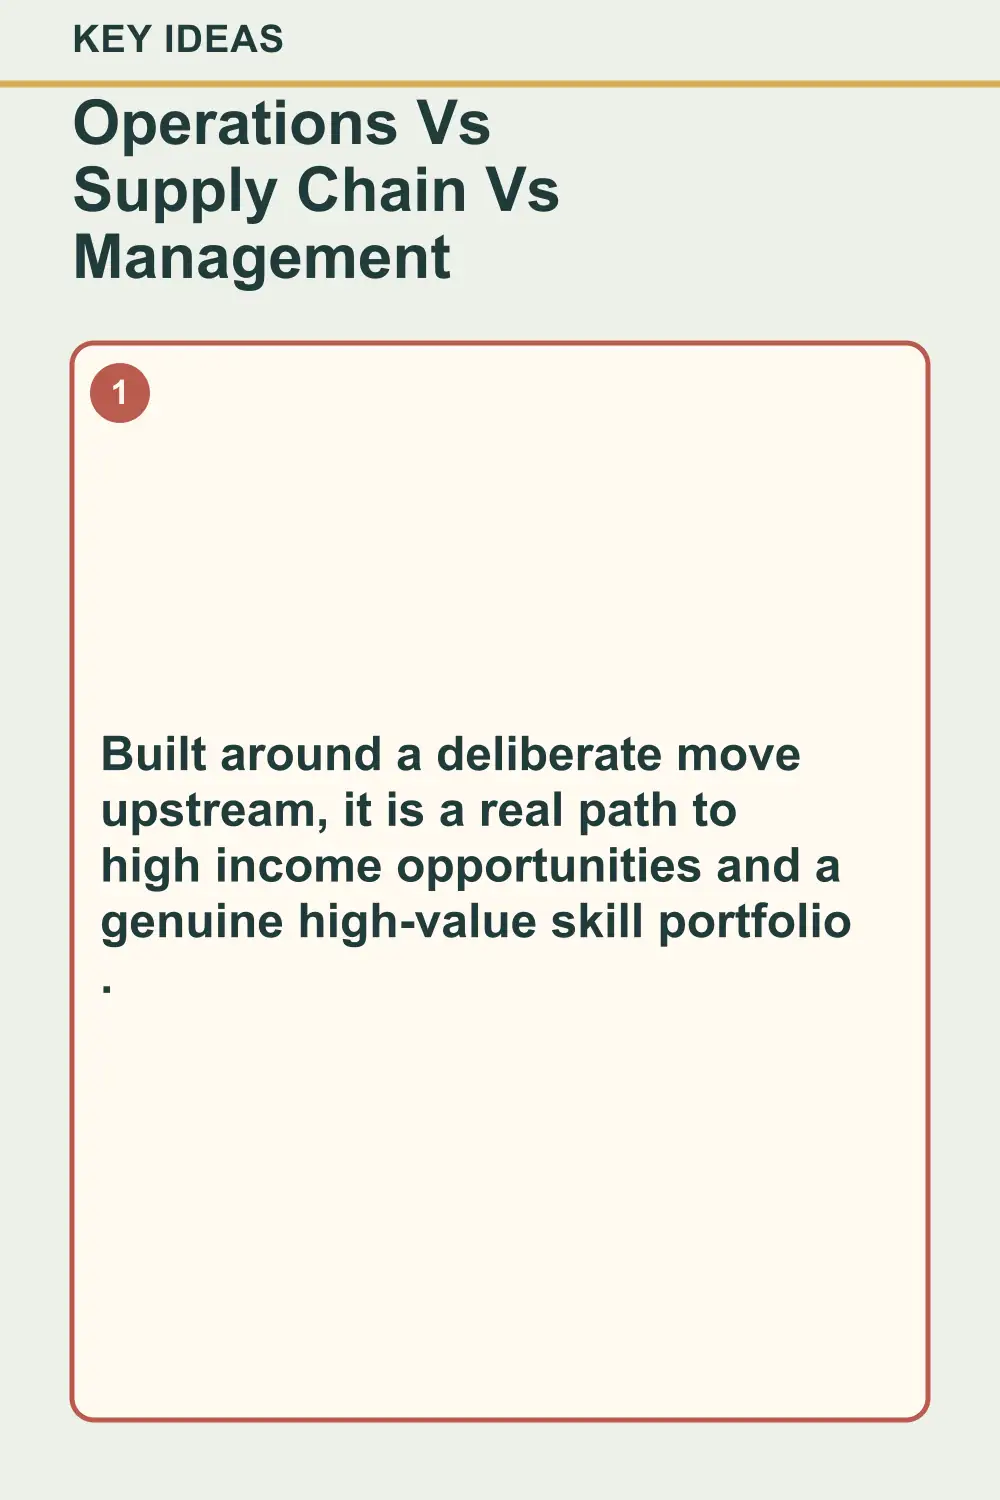 KEY IDEAS
Operations Vs
Supply Chain Vs
Management
1
Built around a deliberate move
upstream, it is a real path to
high income opportunities and a
genuine high-value skill portfolio
.